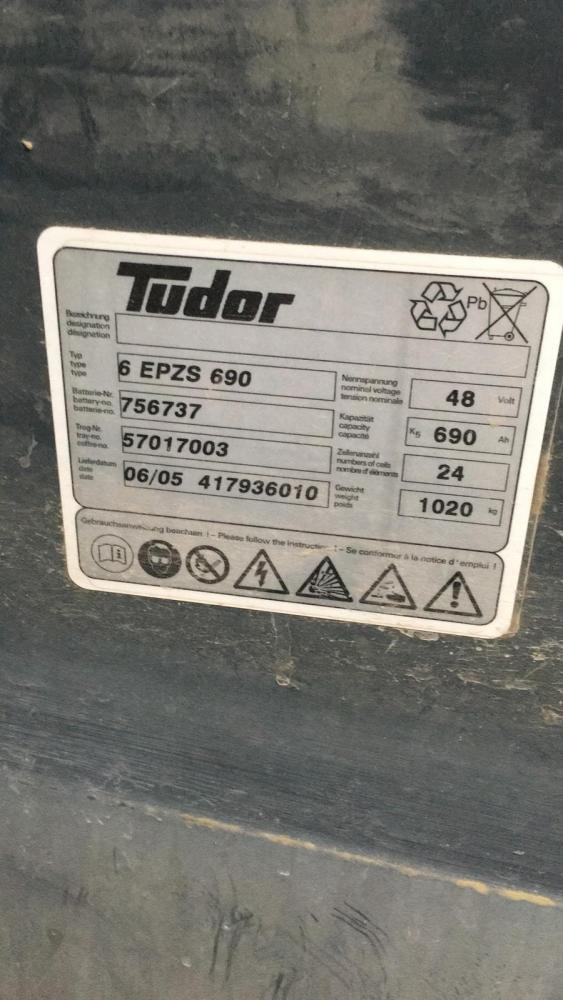 Tudor
Pb
Bezeichnung
designation
désignation
Typ
type
type
6 EPZS 690
Nennspannung
nominal voltage
tension nominale
48 Volt
Batterie-Nr.
battery-no.
batterie-no.
756737
Kapazität
capacity
capacité
K5 690 Ah
Trog-Nr.
tray-no.
coffre-no.
57017003
Zellenanzahl
numbers of cells
nombre d'éléments
24
Lieferdatum
date
date
06/05 417936010
Gewicht
weight
poids
1020 kg
Gebrauchsanweisung beachten ! – Please follow the instruction ! – Se conformer à la notice d'emploi !